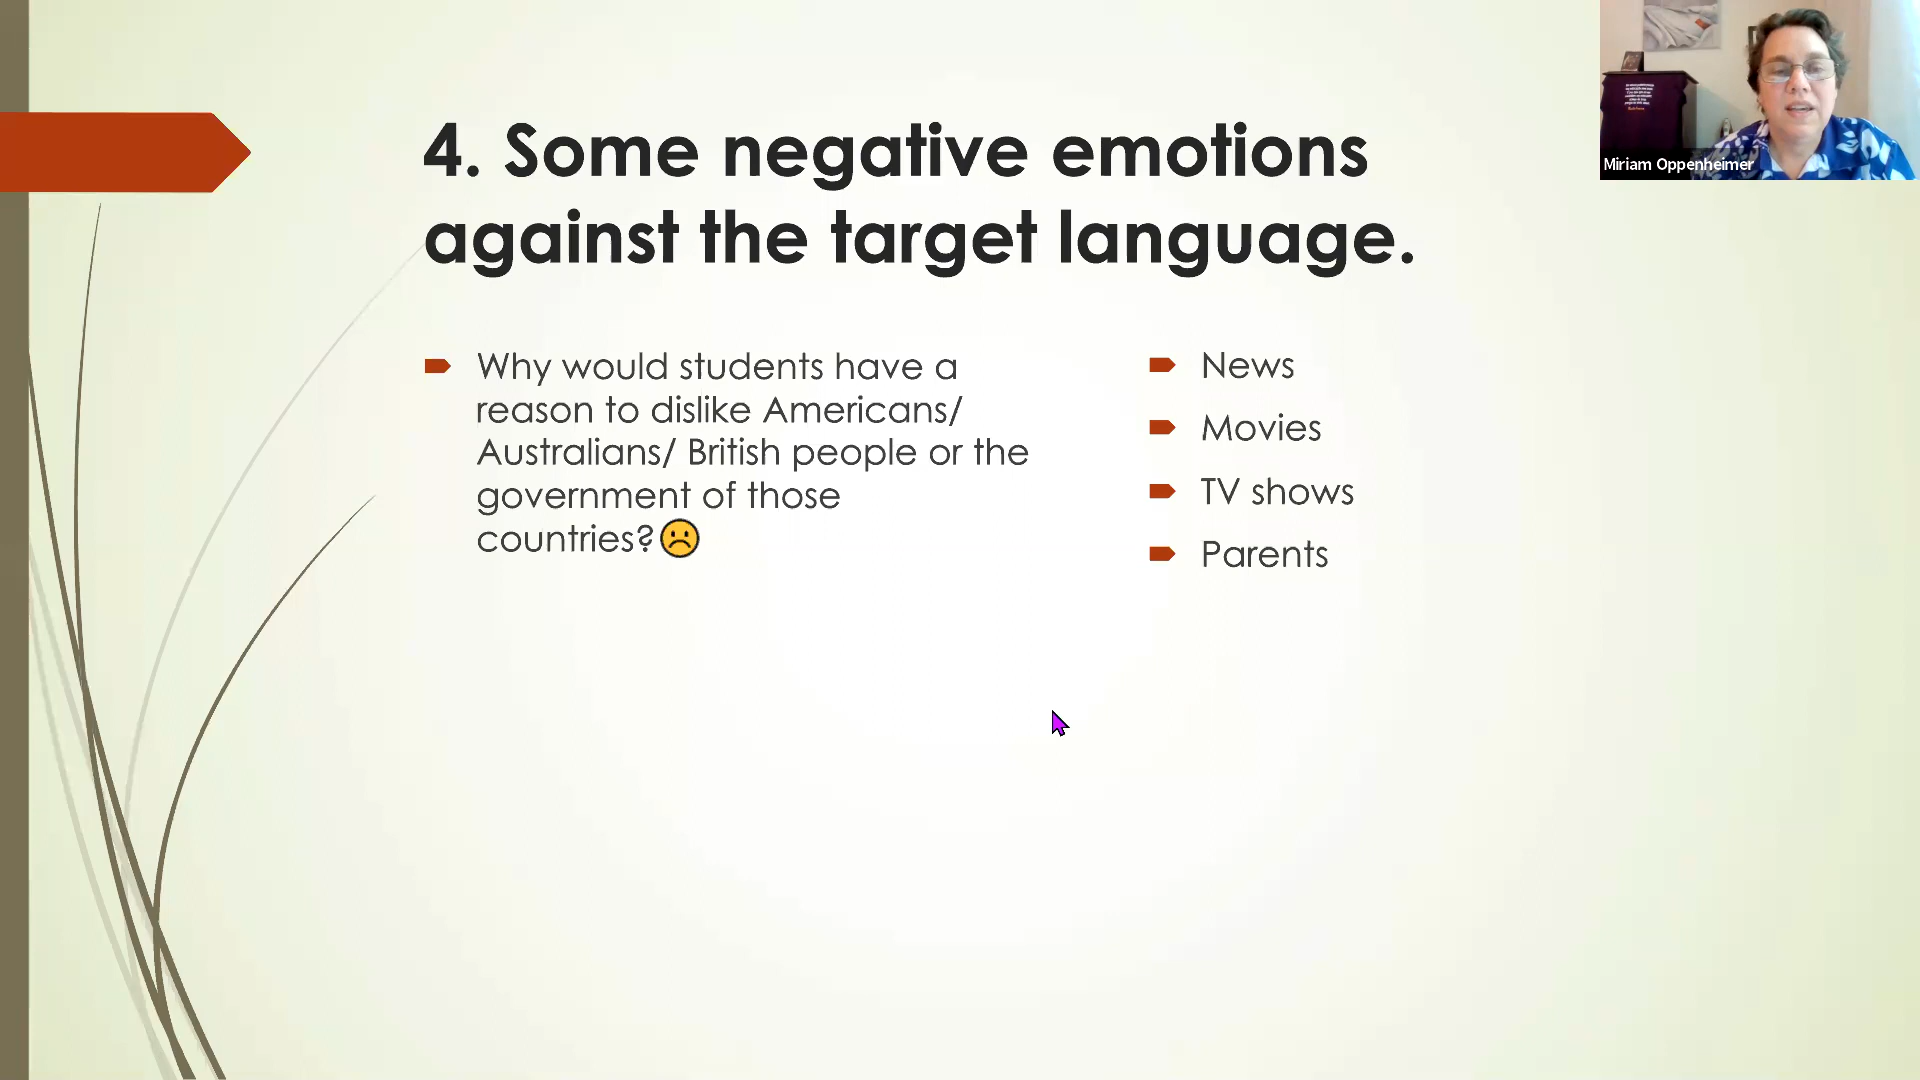 4. Some negative emotions
against the target language.
Why would students have a
reason to dislike Americans/
Australians/ British people or the
government of those
countries?☹️
News
Movies
TV shows
Parents
Miriam Oppenheimer